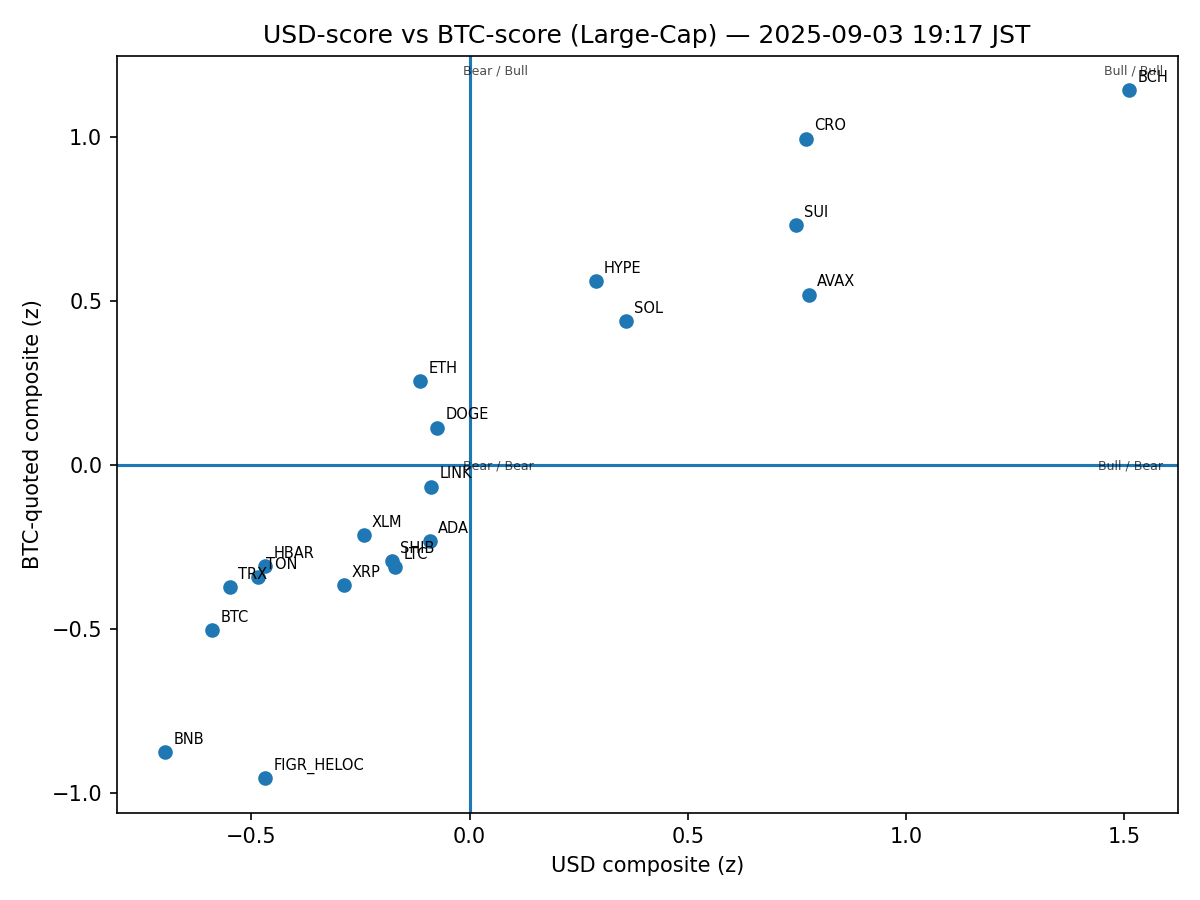 USD-score vs BTC-score (Large-Cap) — 2025-09-03 19:17 JST
Bear / Bull
Bull / Bull
BCH
CRO
SUI
HYPE
AVAX
SOL
ETH
DOGE
Bear / Bear
Bull / Bear
LINK
XLM
ADA
SHIB
LTC
HBAR
TON
TRX
XRP
BTC
BNB
FIGR_HELOC
1.0
0.5
0.0
−0.5
−1.0
BTC-quoted composite (z)
−0.5
0.0
0.5
1.0
1.5
USD composite (z)